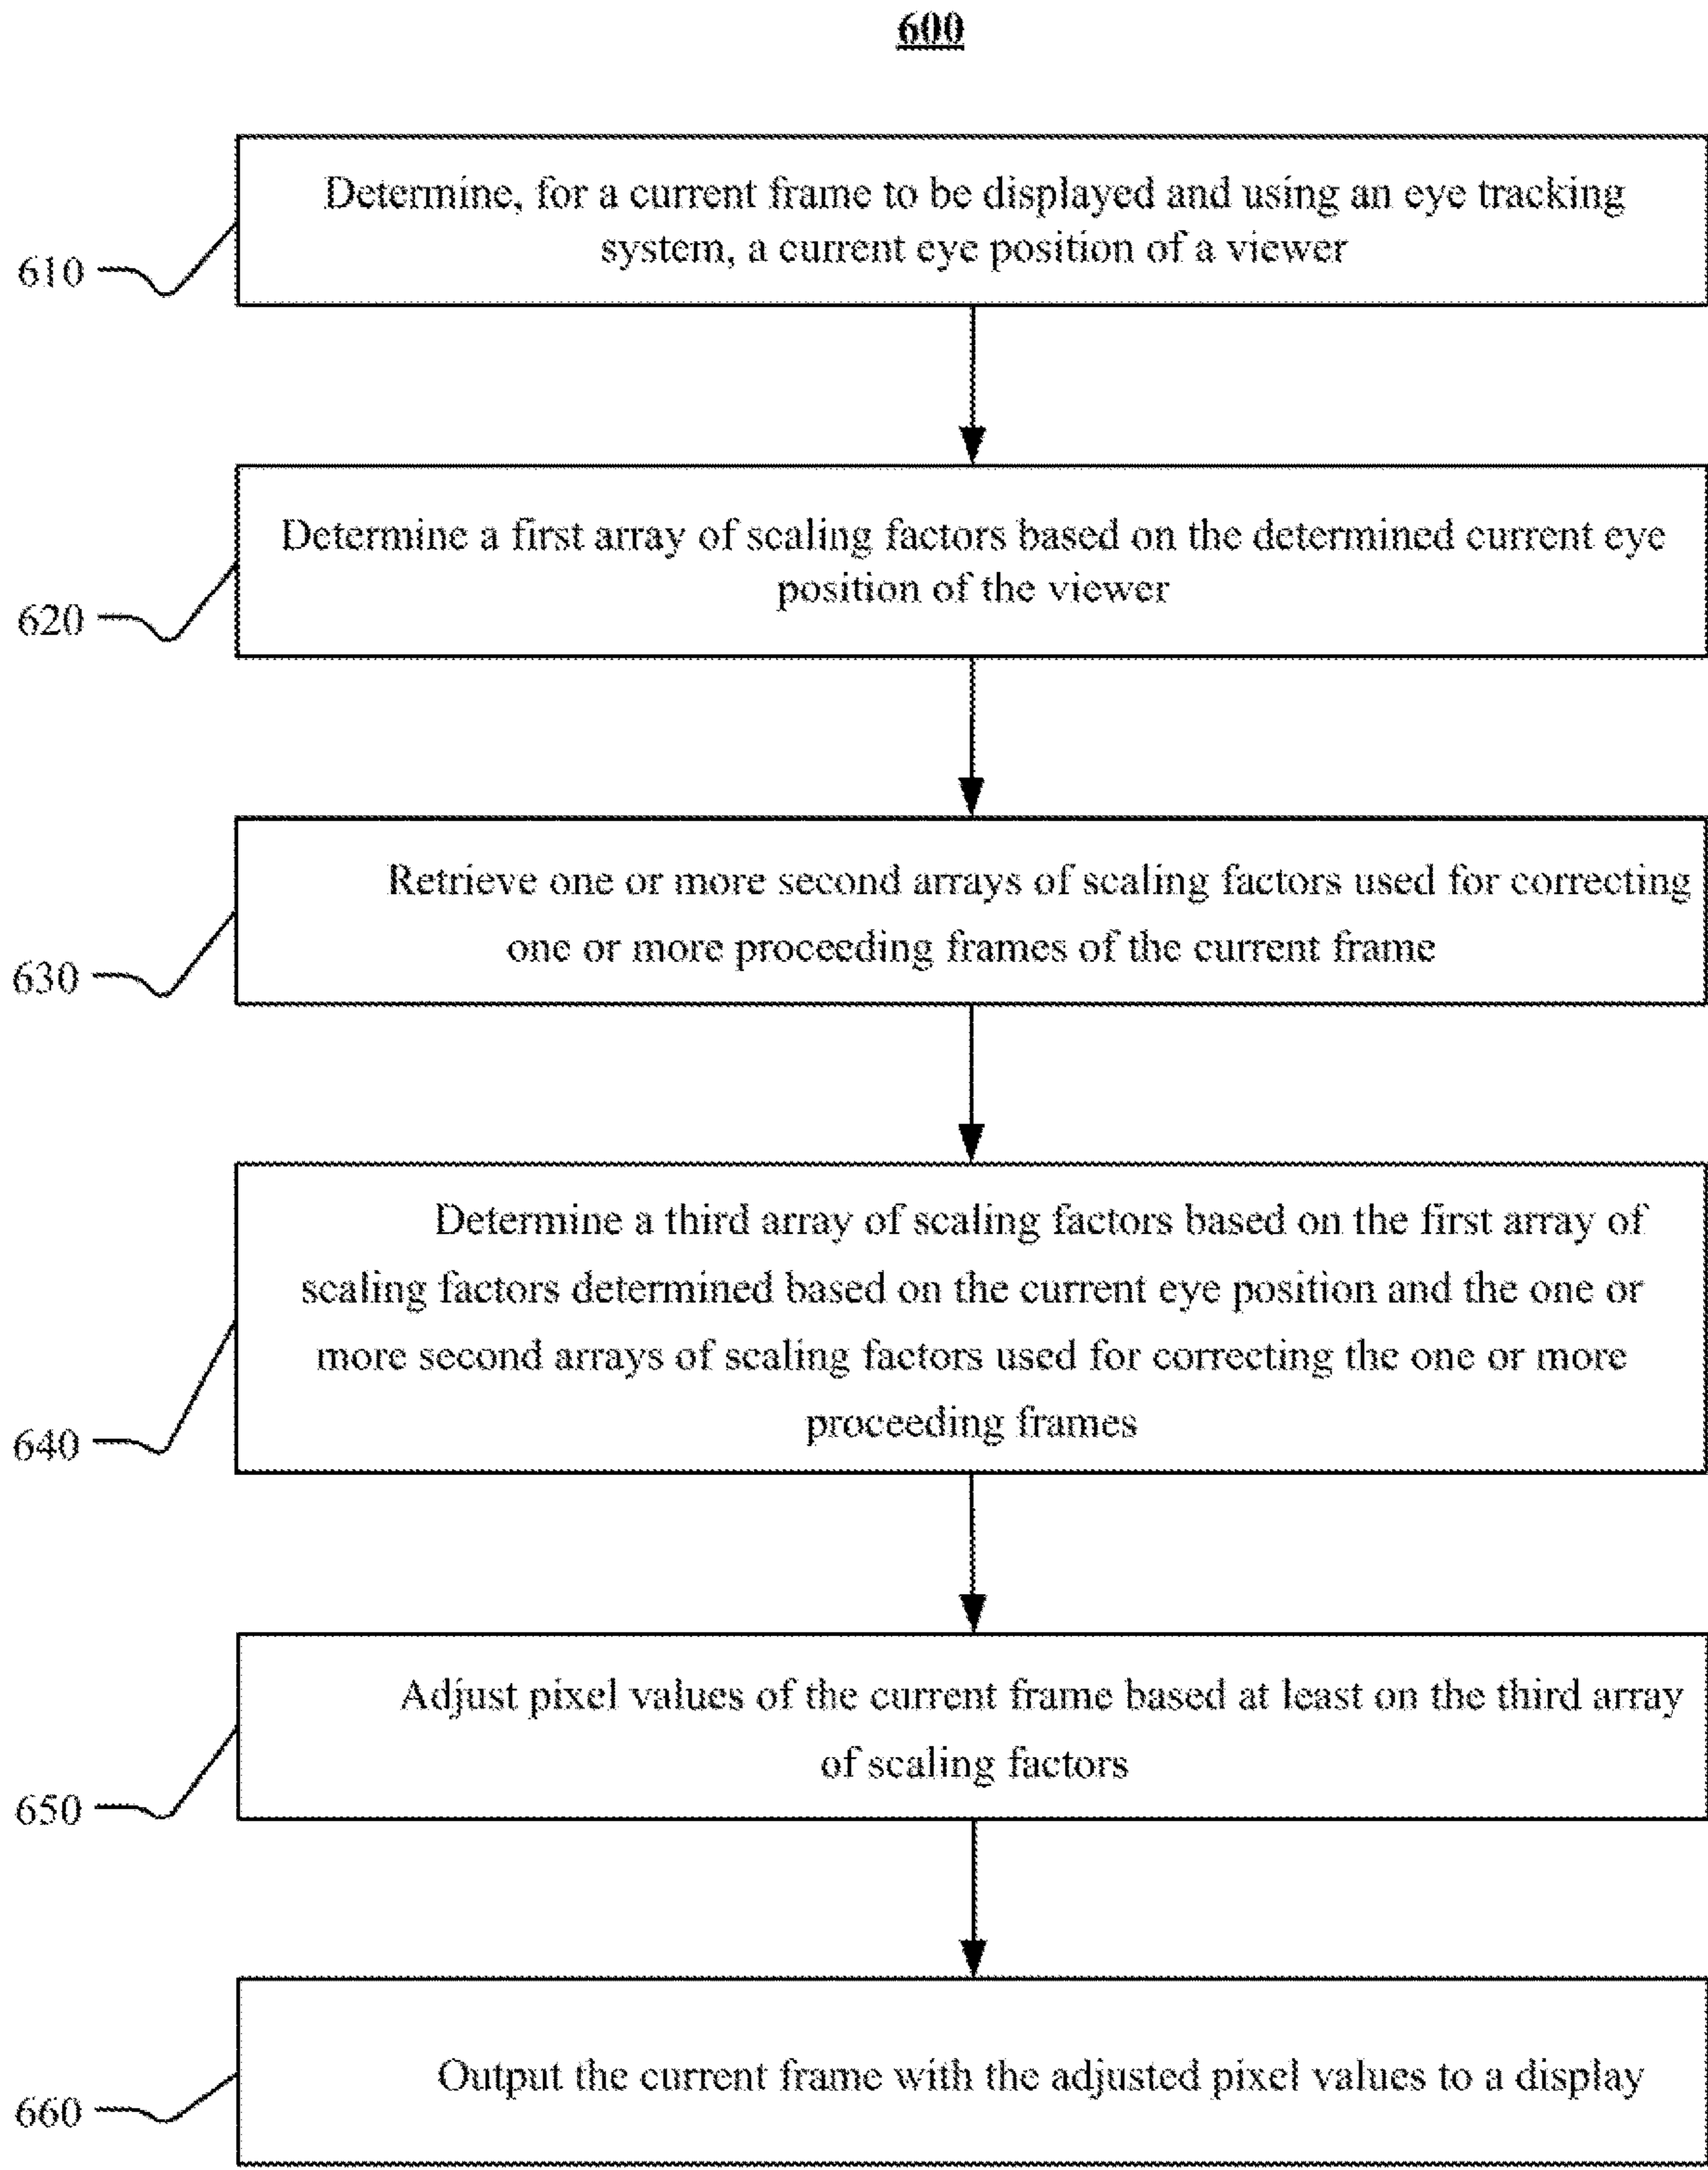 600
Determine, for a current frame to be displayed and using an eye tracking
system, a current eye position of a viewer
610
Determine a first array of scaling factors based on the determined current eye
position of the viewer
620
Retrieve one or more second arrays of scaling factors used for correcting
one or more proceeding frames of the current frame
630
Determine a third array of scaling factors based on the first array of
scaling factors determined based on the current eye position and the one or
more second arrays of scaling factors used for correcting the one or more
proceeding frames
640
Adjust pixel values of the current frame based at least on the third array
of scaling factors
650
Output the current frame with the adjusted pixel values to a display
660